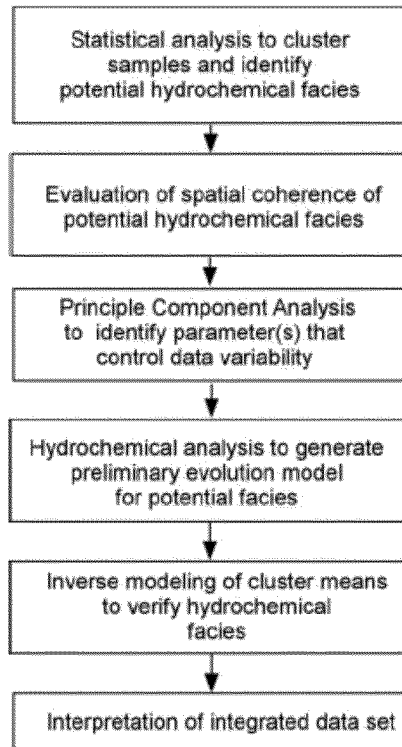 Statistical analysis to cluster
samples and identify
potential hydrochemical facies
Evaluation of spatial coherence of
potential hydrochemical facies
Principle Component Analysis
to identify parameter(s) that
control data variability
Hydrochemical analysis to generate
preliminary evolution model
for potential facies
Inverse modeling of cluster means
to verify hydrochemical
facies
Interpretation of integrated data set